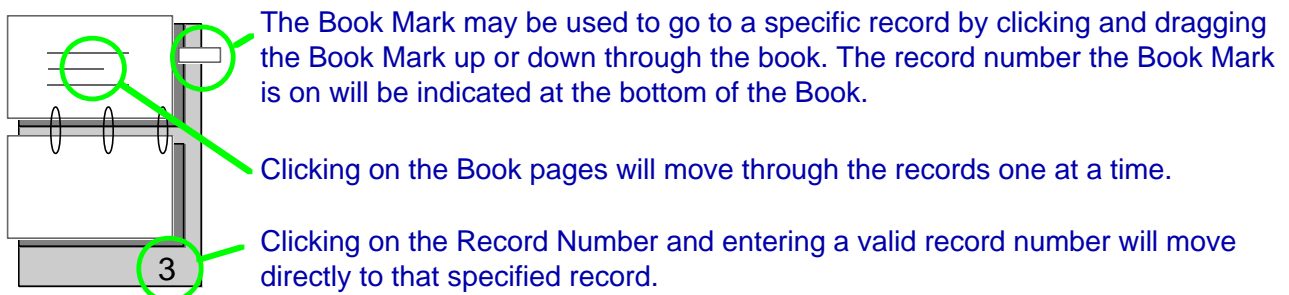 The Book Mark may be used to go to a specific record by clicking and dragging
the Book Mark up or down through the book. The record number the Book Mark
is on will be indicated at the bottom of the Book.
Clicking on the Book pages will move through the records one at a time.
Clicking on the Record Number and entering a valid record number will move
directly to that specified record.
3